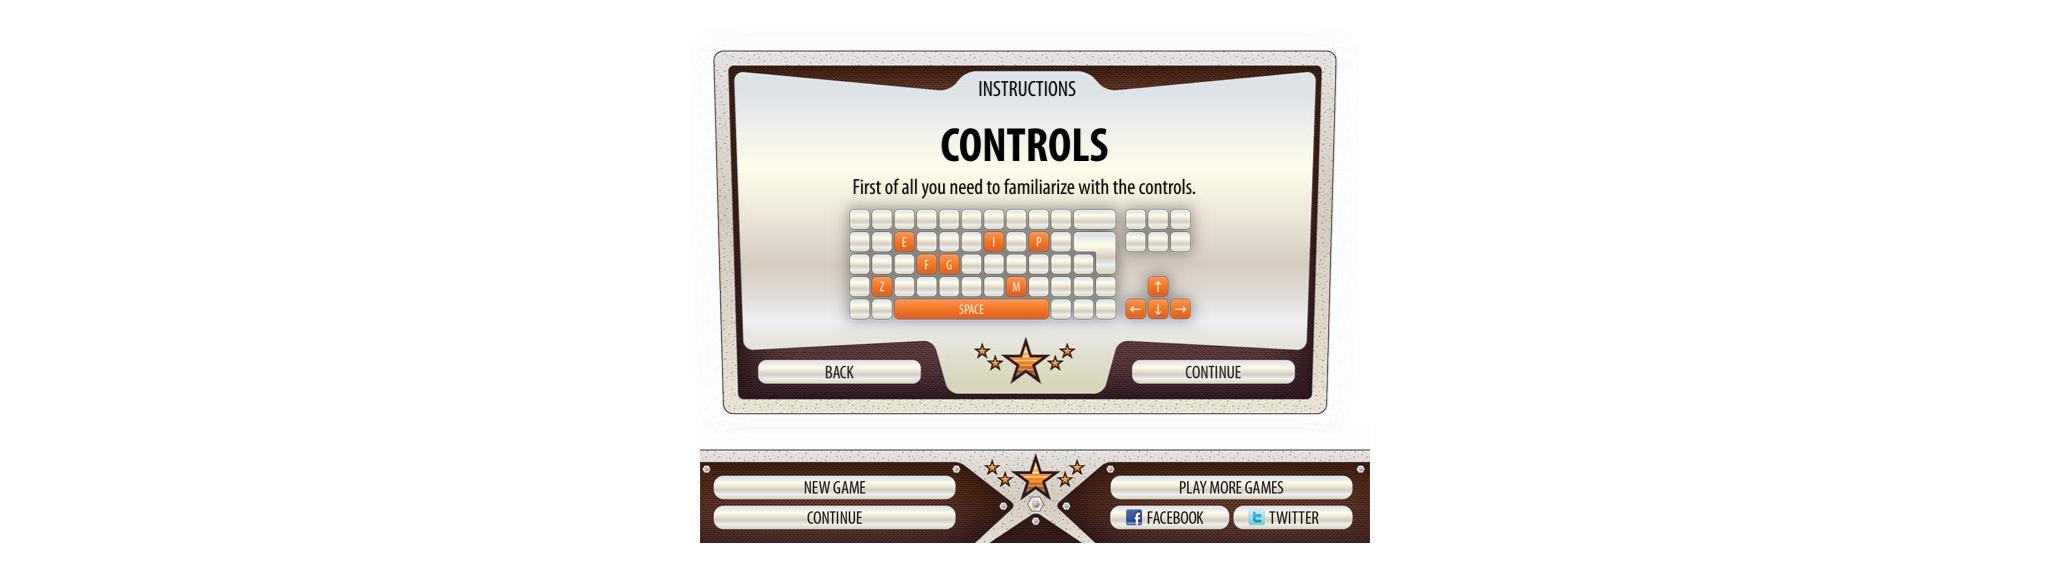 INSTRUCTIONS
CONTROLS
First of all you need to familiarize with the controls.
E I P
F G
Z M ↑
SPACE ← ↓ →
BACK CONTINUE
NEW GAME PLAY MORE GAMES
CONTINUE FACEBOOK TWITTER